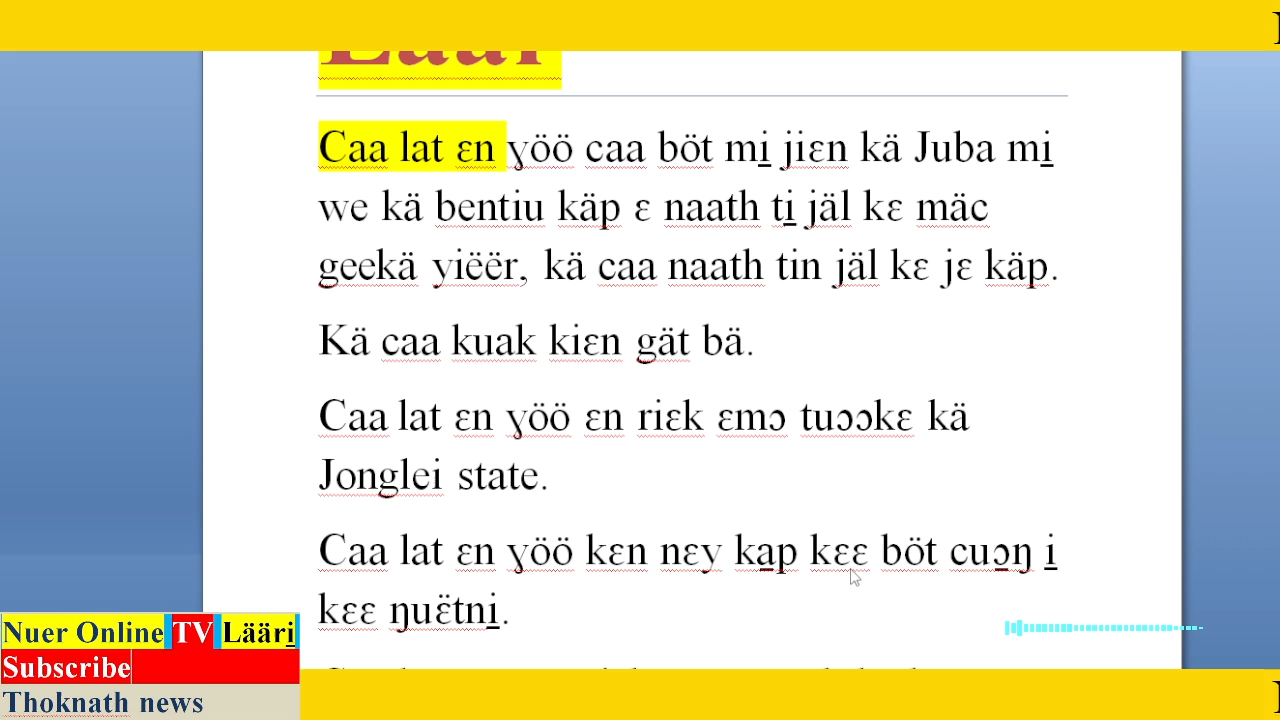 Caa lat ɛn ɣöö caa böt mi̱ jiɛn kä Juba mi̱
we kä bentiu käp ɛ naath ti̱ jäl kɛ mäc
geekä yiëër, kä caa naath tin jäl kɛ jɛ käp.
Kä caa kuak kiɛn gät bä.
Caa lat ɛn ɣöö ɛn riɛk ɛmɔ tuɔɔkɛ kä
Jonglei state.
Caa lat ɛn ɣöö kɛn nɛy ka̱p kɛɛ böt cuɔ̱ŋ i̱
kɛɛ ŋuɛ̈tni̱.
Nuer Online TV Lääri̱
Subscribe
Thoknath news